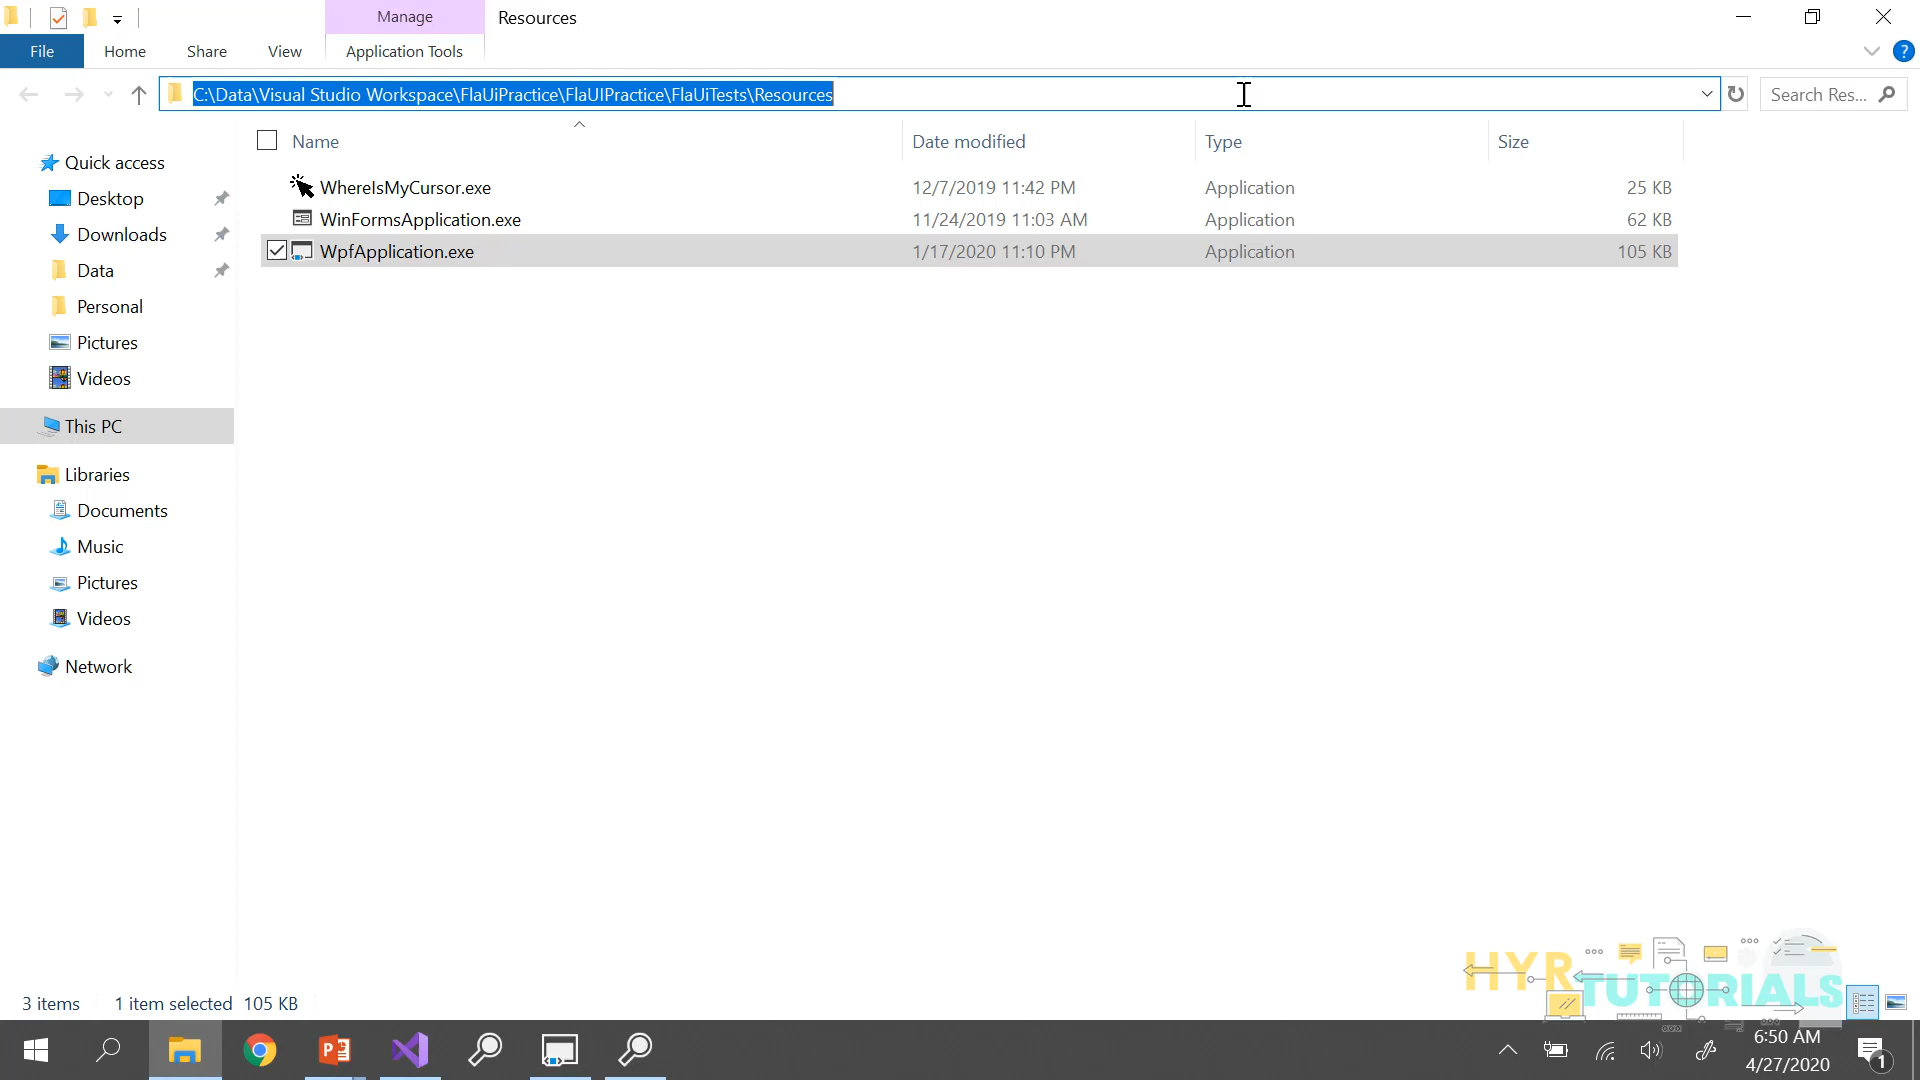 Manage
Resources
File
Home
Share
View
Application Tools
C:\Data\Visual Studio Workspace\FlaUiPractice\FlaUIPractice\FlaUiTests\Resources
Search Res...
Name
Date modified
Type
Size
WhereIsMyCursor.exe
12/7/2019 11:42 PM
Application
25 KB
WinFormsApplication.exe
11/24/2019 11:03 AM
Application
62 KB
WpfApplication.exe
1/17/2020 11:10 PM
Application
105 KB
Quick access
Desktop
Downloads
Data
Personal
Pictures
Videos
This PC
Libraries
Documents
Music
Pictures
Videos
Network
HYR
TUTORIALS
3 items
1 item selected 105 KB
6:50 AM
4/27/2020
1